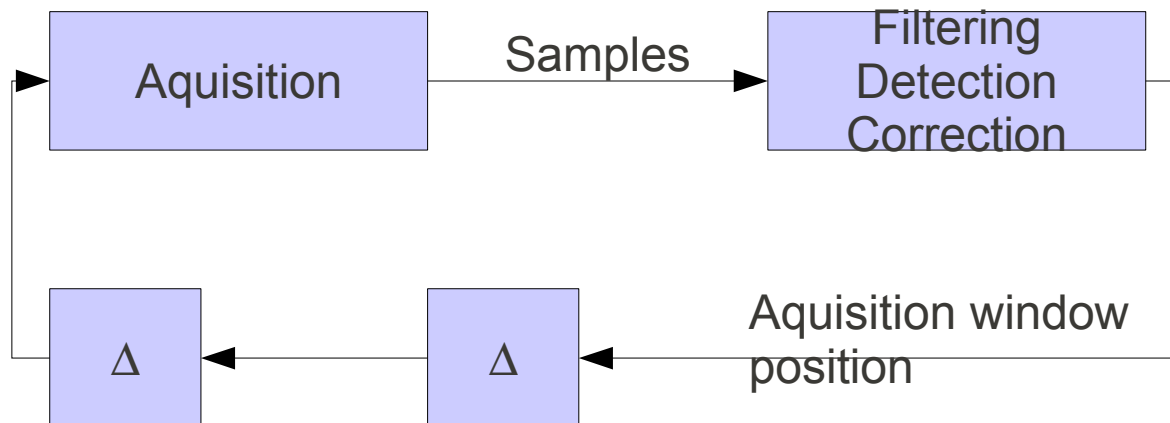 Aquisition
Samples
Filtering
Detection
Correction
Δ
Δ
Aquisition window
position